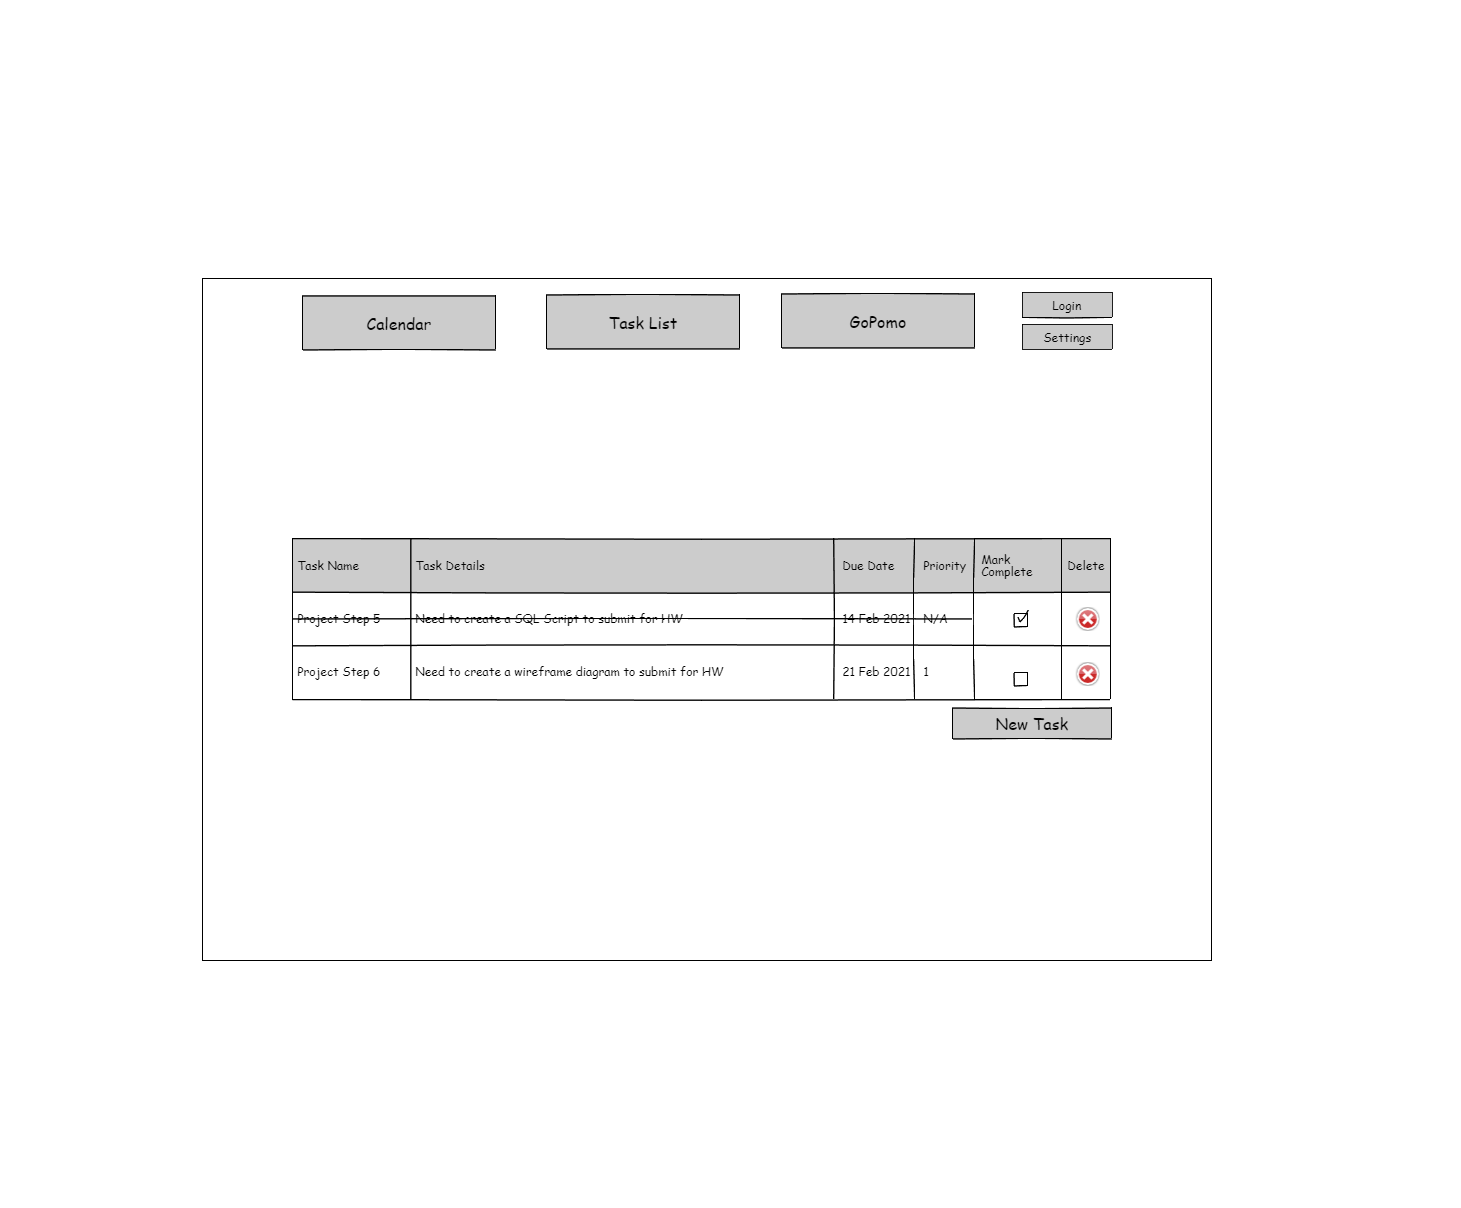 Calendar
Task List
GoPomo
Login
Settings
Task Name
Task Details
Due Date
Priority
Mark
Complete
Delete
Project Step 5
Need to create a SQL Script to submit for HW
14 Feb 2021
N/A
Project Step 6
Need to create a wireframe diagram to submit for HW
21 Feb 2021
1
New Task